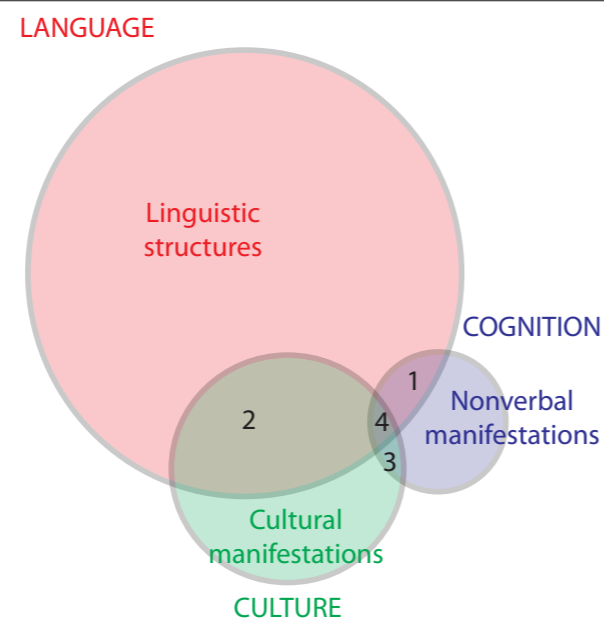 LANGUAGE
Linguistic
structures
COGNITION
1
Nonverbal
manifestations
2
4
3
Cultural
manifestations
CULTURE